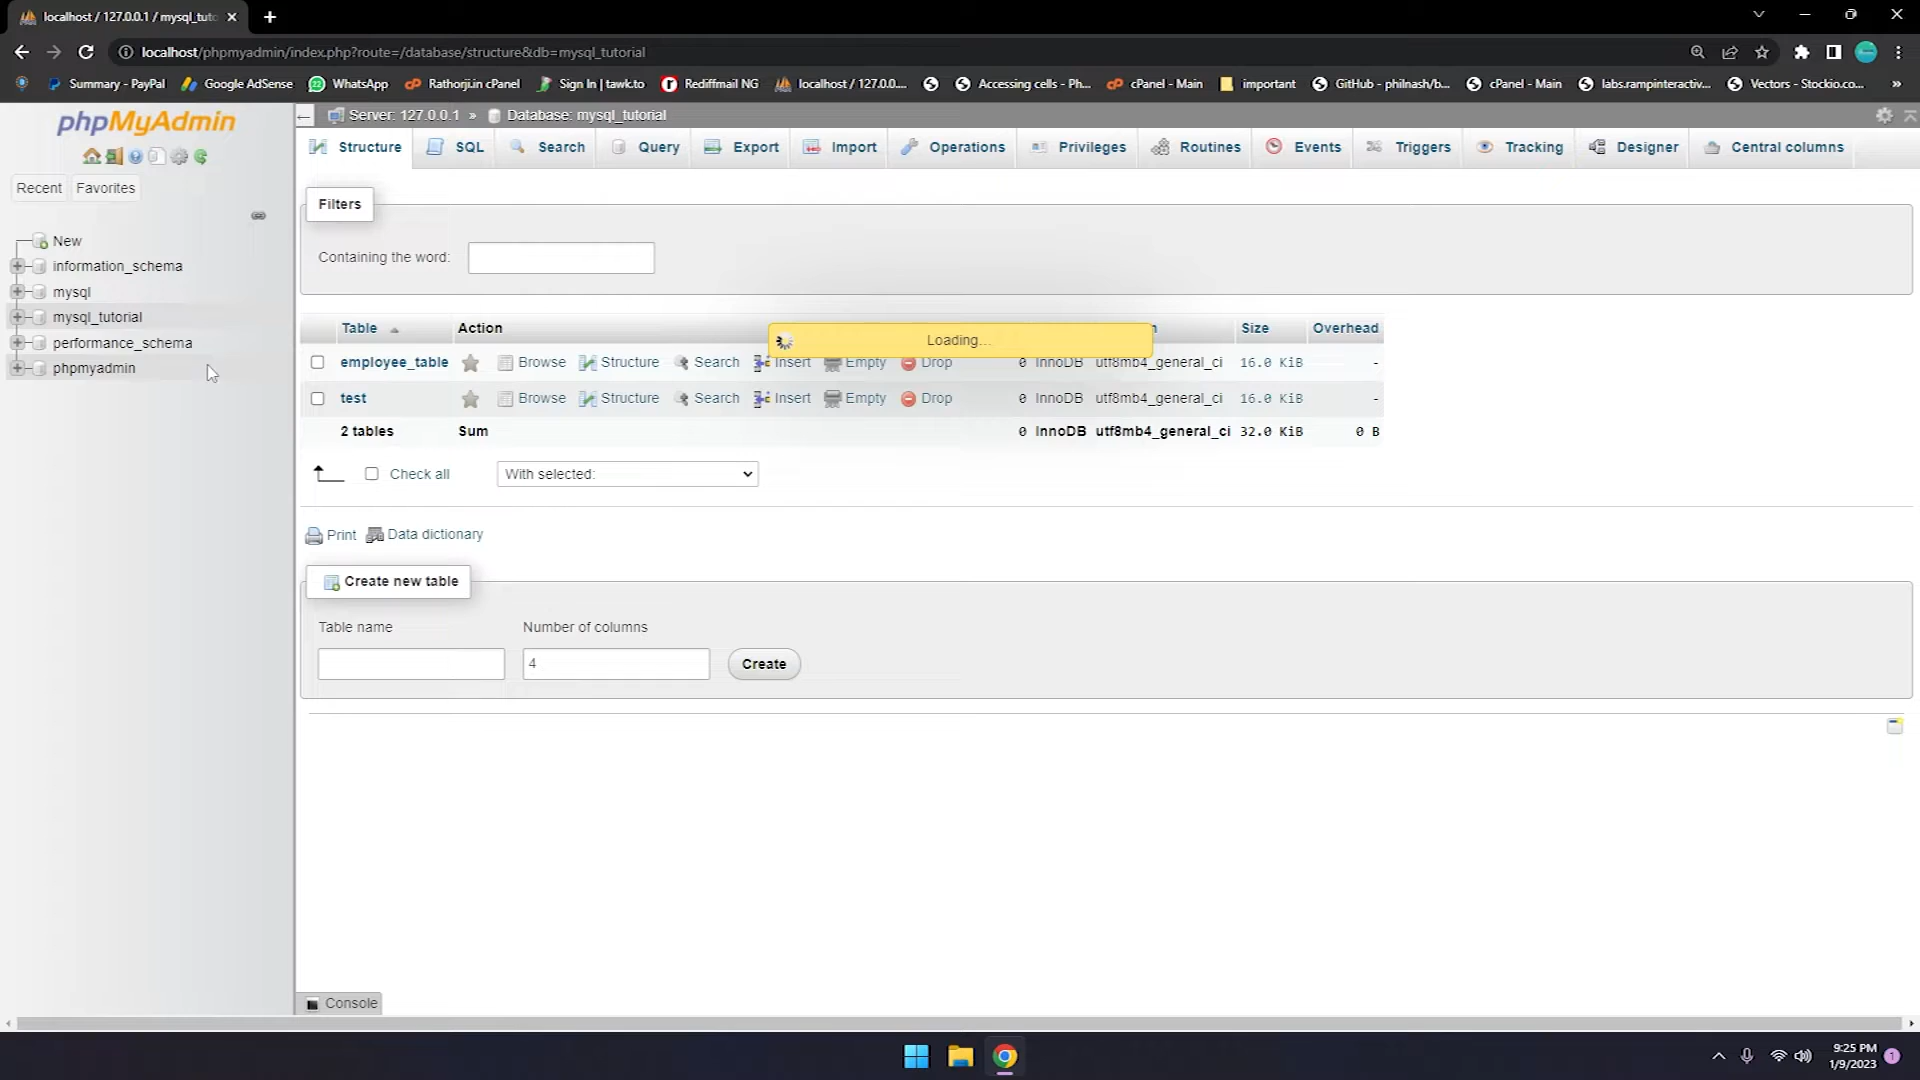 localhost / 127.0.0.1 / mysql_tuto
localhost/phpmyadmin/index.php?route=/database/structure&db=mysql_tutorial
Summary - PayPal
Google AdSense
WhatsApp
Rathorji.in cPanel
Sign In | tawk.to
Rediffmail NG
localhost / 127.0.0....
Accessing cells - Ph...
cPanel - Main
important
GitHub - philnash/b...
cPanel - Main
labs.rampinteractiv...
Vectors - Stockio.co...
»
phpMyAdmin
Recent
Favorites
New
information_schema
mysql
mysql_tutorial
performance_schema
phpmyadmin
Server: 127.0.0.1 » Database: mysql_tutorial
Structure
SQL
Search
Query
Export
Import
Operations
Privileges
Routines
Events
Triggers
Tracking
Designer
Central columns
Filters
Containing the word:
Table Action Size Overhead
Loading…
employee_table Browse Structure Search Insert Empty Drop 0 InnoDB utf8mb4_general_ci 16.0 KiB -
test Browse Structure Search Insert Empty Drop 0 InnoDB utf8mb4_general_ci 16.0 KiB -
2 tables Sum 0 InnoDB utf8mb4_general_ci 32.0 KiB 0 B
Check all
With selected:
Print
Data dictionary
Create new table
Table name
Number of columns
4
Create
Console
9:25 PM
1/9/2023
1